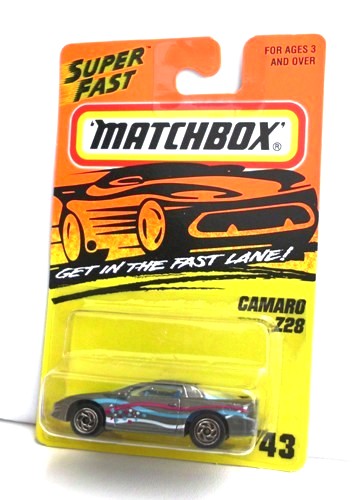 SUPER
FAST
FOR AGES 3
AND OVER
"MATCHBOX"®
GET IN THE FAST LANE!
CAMARO
Z28
43